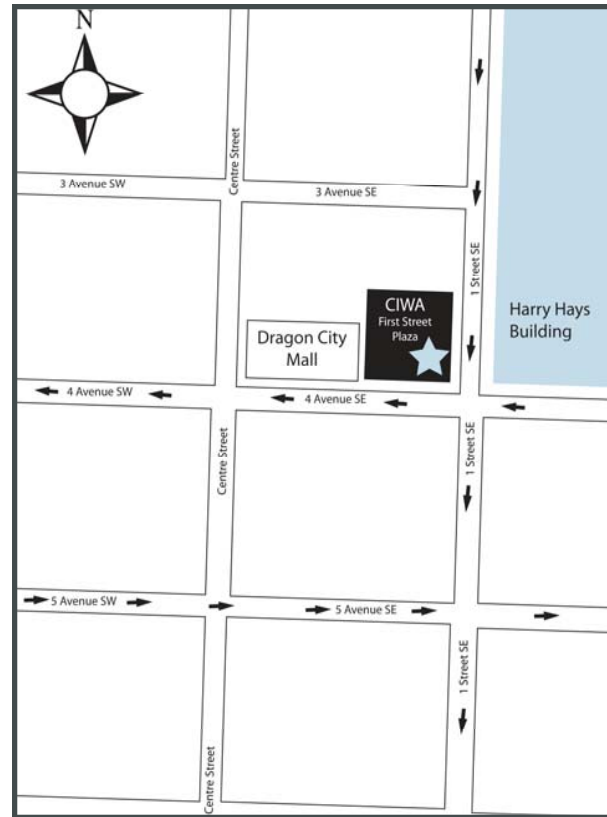 N
3 Avenue SW
Centre Street
3 Avenue SE
1 Street SE
CIWA
First Street
Plaza
Harry Hays
Building
Dragon City
Mall
4 Avenue SW
4 Avenue SE
Centre Street
1 Street SE
5 Avenue SW
5 Avenue SE
1 Street SE
Centre Street